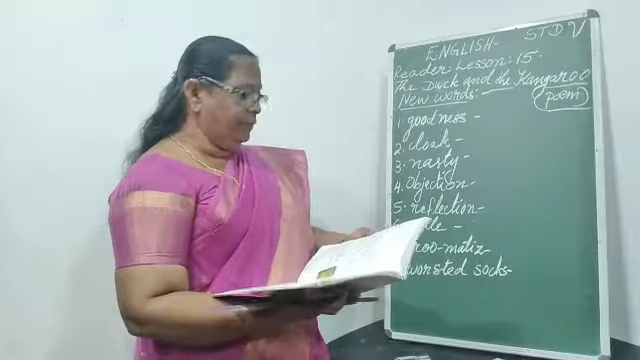 ENGLISH- STD V
Reader: Lesson: 15.
The Duck and the Kangaroo
New words:- (poem)
1. goodness -
2. cloak -
3. nasty -
4. Objection-
5. reflection-
roo-matiz-
worsted socks-